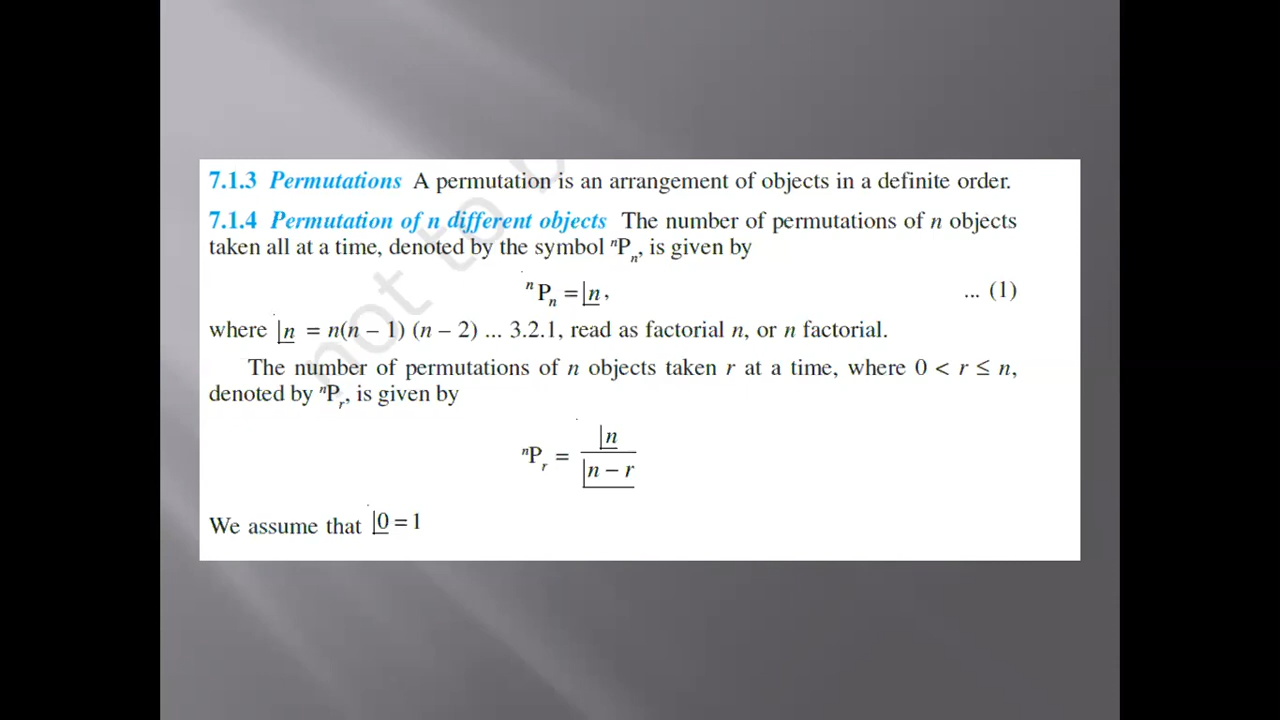 7.1.3 Permutations A permutation is an arrangement of objects in a definite order.
7.1.4 Permutation of n different objects The number of permutations of n objects
taken all at a time, denoted by the symbol ⁿPₙ, is given by
ⁿPₙ = |n, ... (1)
where |n = n(n – 1) (n – 2) ... 3.2.1, read as factorial n, or n factorial.
The number of permutations of n objects taken r at a time, where 0 < r ≤ n,
denoted by ⁿPᵣ, is given by
ⁿPᵣ = |n / |n – r
We assume that |0 = 1
not to